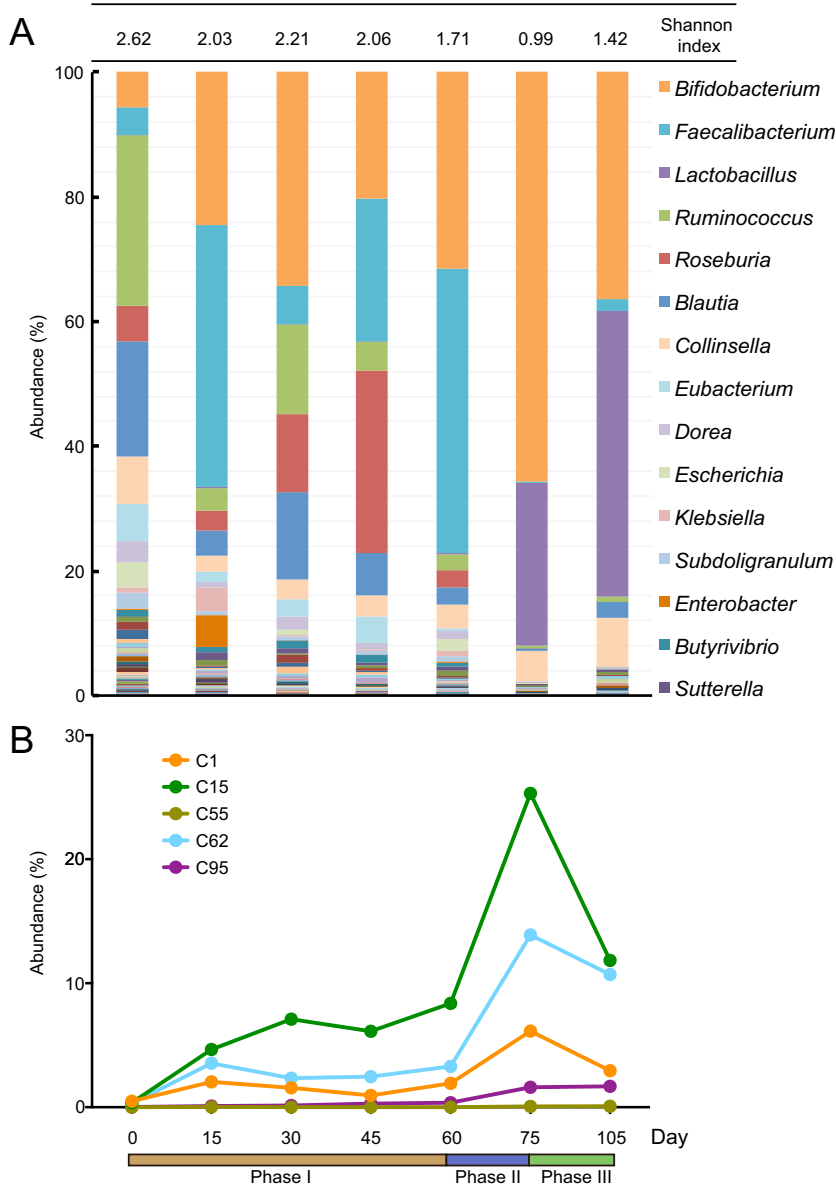 A
2.62 2.03 2.21 2.06 1.71 0.99 1.42 Shannon index
Abundance (%)
100
80
60
40
20
0
Bifidobacterium
Faecalibacterium
Lactobacillus
Ruminococcus
Roseburia
Blautia
Collinsella
Eubacterium
Dorea
Escherichia
Klebsiella
Subdoligranulum
Enterobacter
Butyrivibrio
Sutterella
B
Abundance (%)
30
20
10
0
C1
C15
C55
C62
C95
0 15 30 45 60 75 105 Day
Phase I Phase II Phase III